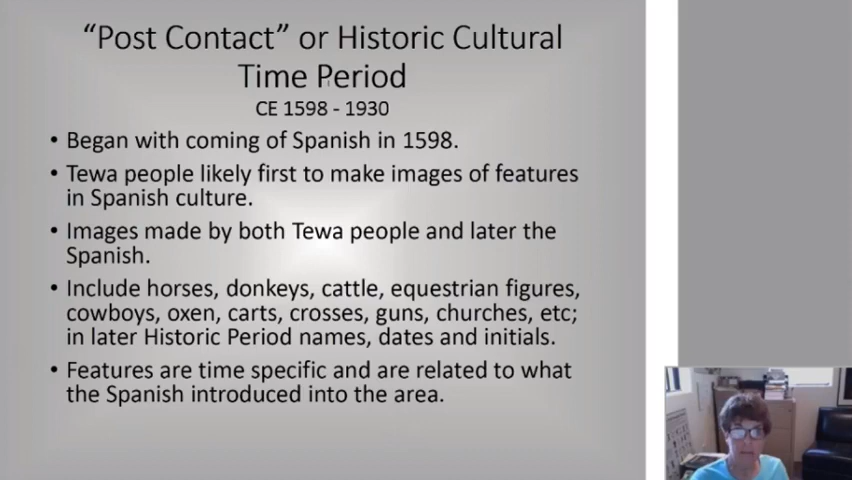 “Post Contact” or Historic Cultural
Time Period
CE 1598 - 1930
• Began with coming of Spanish in 1598.
• Tewa people likely first to make images of features
in Spanish culture.
• Images made by both Tewa people and later the
Spanish.
• Include horses, donkeys, cattle, equestrian figures,
cowboys, oxen, carts, crosses, guns, churches, etc;
in later Historic Period names, dates and initials.
• Features are time specific and are related to what
the Spanish introduced into the area.